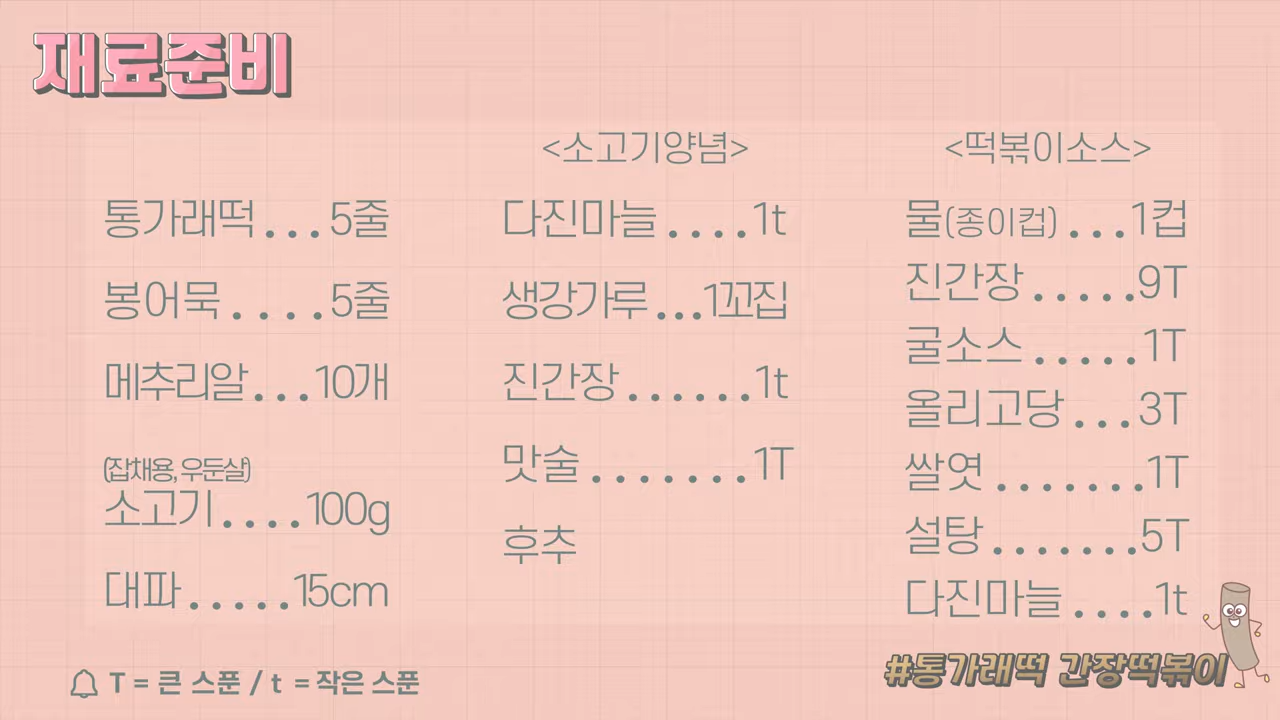 재료준비
통가래떡 . . . 5줄
봉어묵 . . . . 5줄
메추리알 . . . 10개
(잡채용, 우둔살)
소고기 . . . . 100g
대파 . . . . . 15cm
<소고기양념>
다진마늘 . . . . 1t
생강가루 . . . 1꼬집
진간장 . . . . . . 1t
맛술 . . . . . . . 1T
후추
<떡볶이소스>
물(종이컵) . . . 1컵
진간장 . . . . . 9T
굴소스 . . . . . 1T
올리고당 . . . 3T
쌀엿 . . . . . . . 1T
설탕 . . . . . . . 5T
다진마늘 . . . . 1t
T = 큰 스푼 / t = 작은 스푼
#통가래떡 간장떡볶이